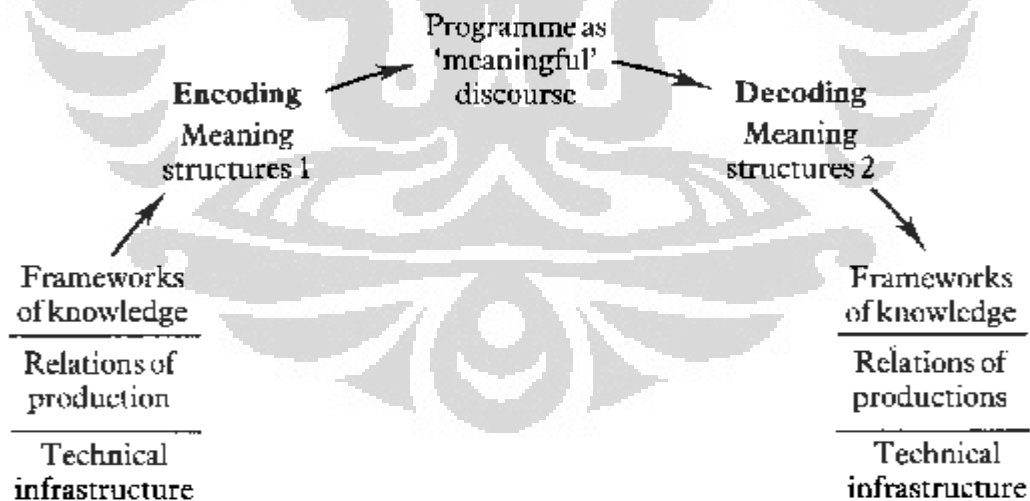 Programme as
‘meaningful’
discourse
Encoding
Meaning
structures 1
Decoding
Meaning
structures 2
Frameworks
of knowledge
Relations of
production
Technical
infrastructure
Frameworks
of knowledge
Relations of
productions
Technical
infrastructure